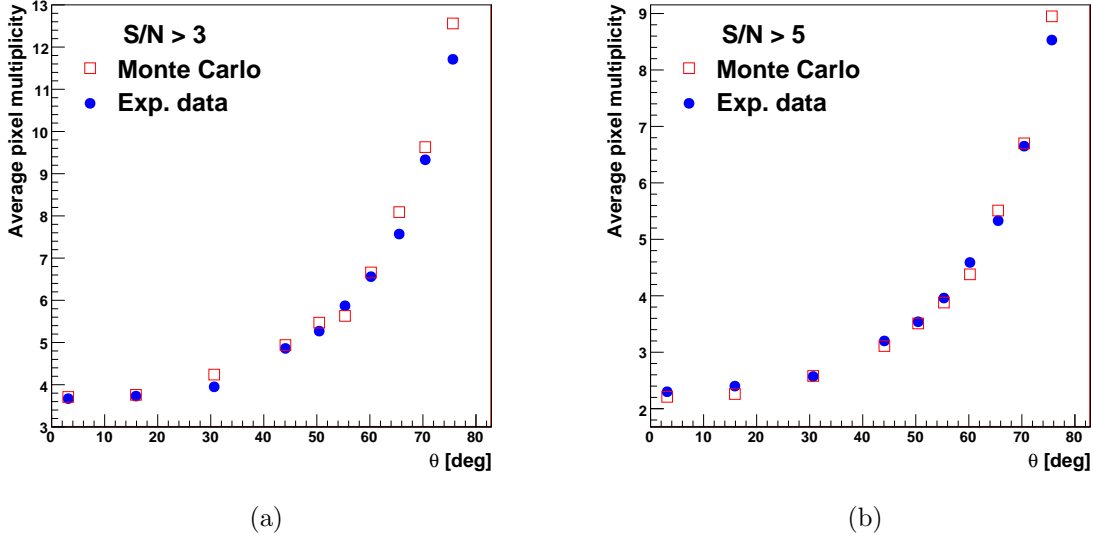 S/N > 3
Monte Carlo
Exp. data
Average pixel multiplicity
13
12
11
10
9
8
7
6
5
4
3
0 10 20 30 40 50 60 70 80
θ [deg]
(a)
S/N > 5
Monte Carlo
Exp. data
Average pixel multiplicity
9
8
7
6
5
4
3
2
0 10 20 30 40 50 60 70 80
θ [deg]
(b)